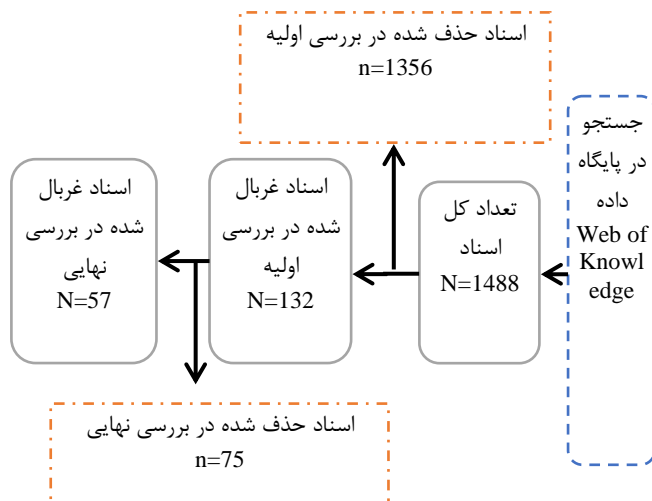 اسناد حذف شده در بررسی اولیه
n=1356
جستجو
در پایگاه
داده
Web of
Knowl
edge
تعداد کل
اسناد
N=1488
اسناد غربال
شده در بررسی
اولیه
N=132
اسناد غربال
شده در بررسی
نهایی
N=57
اسناد حذف شده در بررسی نهایی
n=75